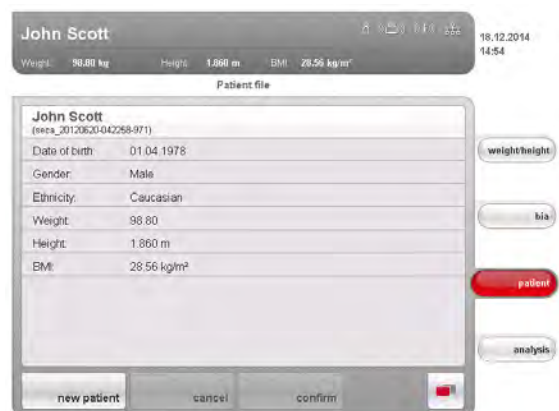 John Scott
18.12.2014
14:54
Weight: 98.80 kg Height: 1.860 m BMI: 28.56 kg/m²
Patient file
John Scott
(seca_20120620-042258-971)
Date of birth 01.04.1978
Gender: Male
Ethnicity: Caucasian
Weight: 98.80
Height: 1.860 m
BMI: 28.56 kg/m²
weight/height
bia
patient
analysis
new patient cancel confirm